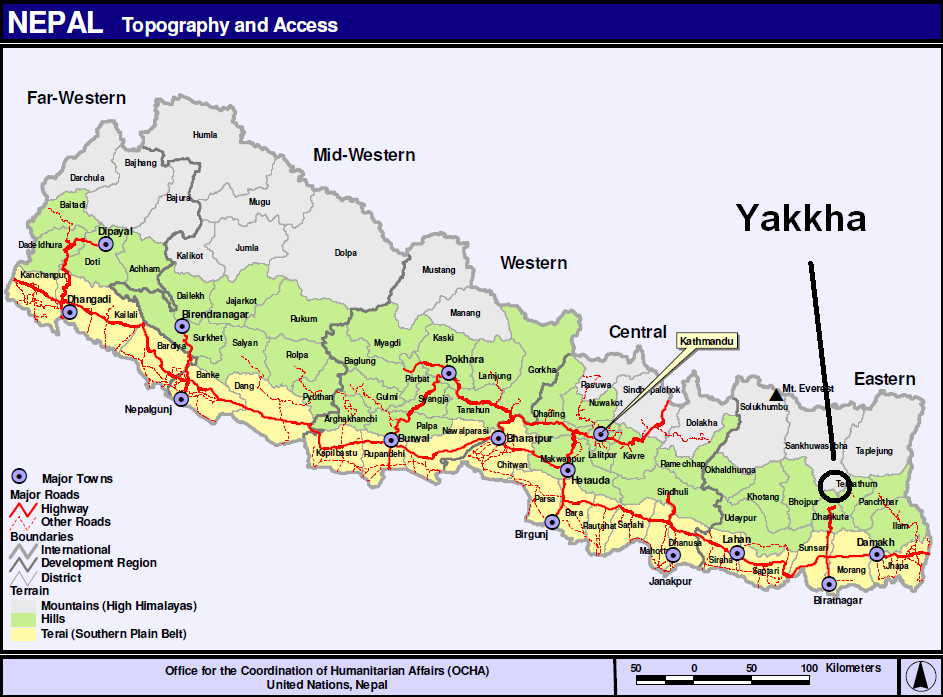 NEPAL Topography and Access
Far-Western
Humla
Mid-Western
Bajhang
Darchula
Bajura
Mugu
Baitadi
Yakkha
Dipayal
Dadeldhura
Jumla
Dolpa
Kalikot
Doti
Achham
Western
Mustang
Kanchanpur
Dailekh
Jajarkot
Dhangadi
Kailali
Birendranagar
Rukum
Manang
Central
Kathmandu
Surkhet
Salyan
Myagdi
Kaski
Bardya
Rolpa
Baglung
Pokhara
Gorkha
Banke
Dang
Parbat
Lamjung
Rasuwa
Sindhupalchok
Mt. Everest
Eastern
Nepalgunj
Pyuthan
Gulmi
Syangja
Tanahun
Nuwakot
Solukhumbu
Arghakhanchi
Dhading
Dolakha
Palpa
Nawalparasi
Butwal
Bharatpur
Kapilbastu
Rupandehi
Lalitpur
Kavre
Sankhuwasabha
Taplejung
Chitwan
Makwanpur
Ramechhap
Okhaldhunga
Hetauda
Terhathum
Khotang
Bhojpur
Panchthar
Sindhuli
Parsa
Bara
Udaypur
Dhankuta
Ilam
Birgunj
Rautahat
Sarlahi
Dhanusa
Lahan
Sunsari
Damakh
Mahottari
Siraha
Saptari
Morang
Jhapa
Janakpur
Biratnagar
Major Towns
Major Roads
Highway
Other Roads
Boundaries
International
Development Region
District
Terrain
Mountains (High Himalayas)
Hills
Terai (Southern Plain Belt)
Office for the Coordination of Humanitarian Affairs (OCHA)
United Nations, Nepal
50 0 50 100 Kilometers